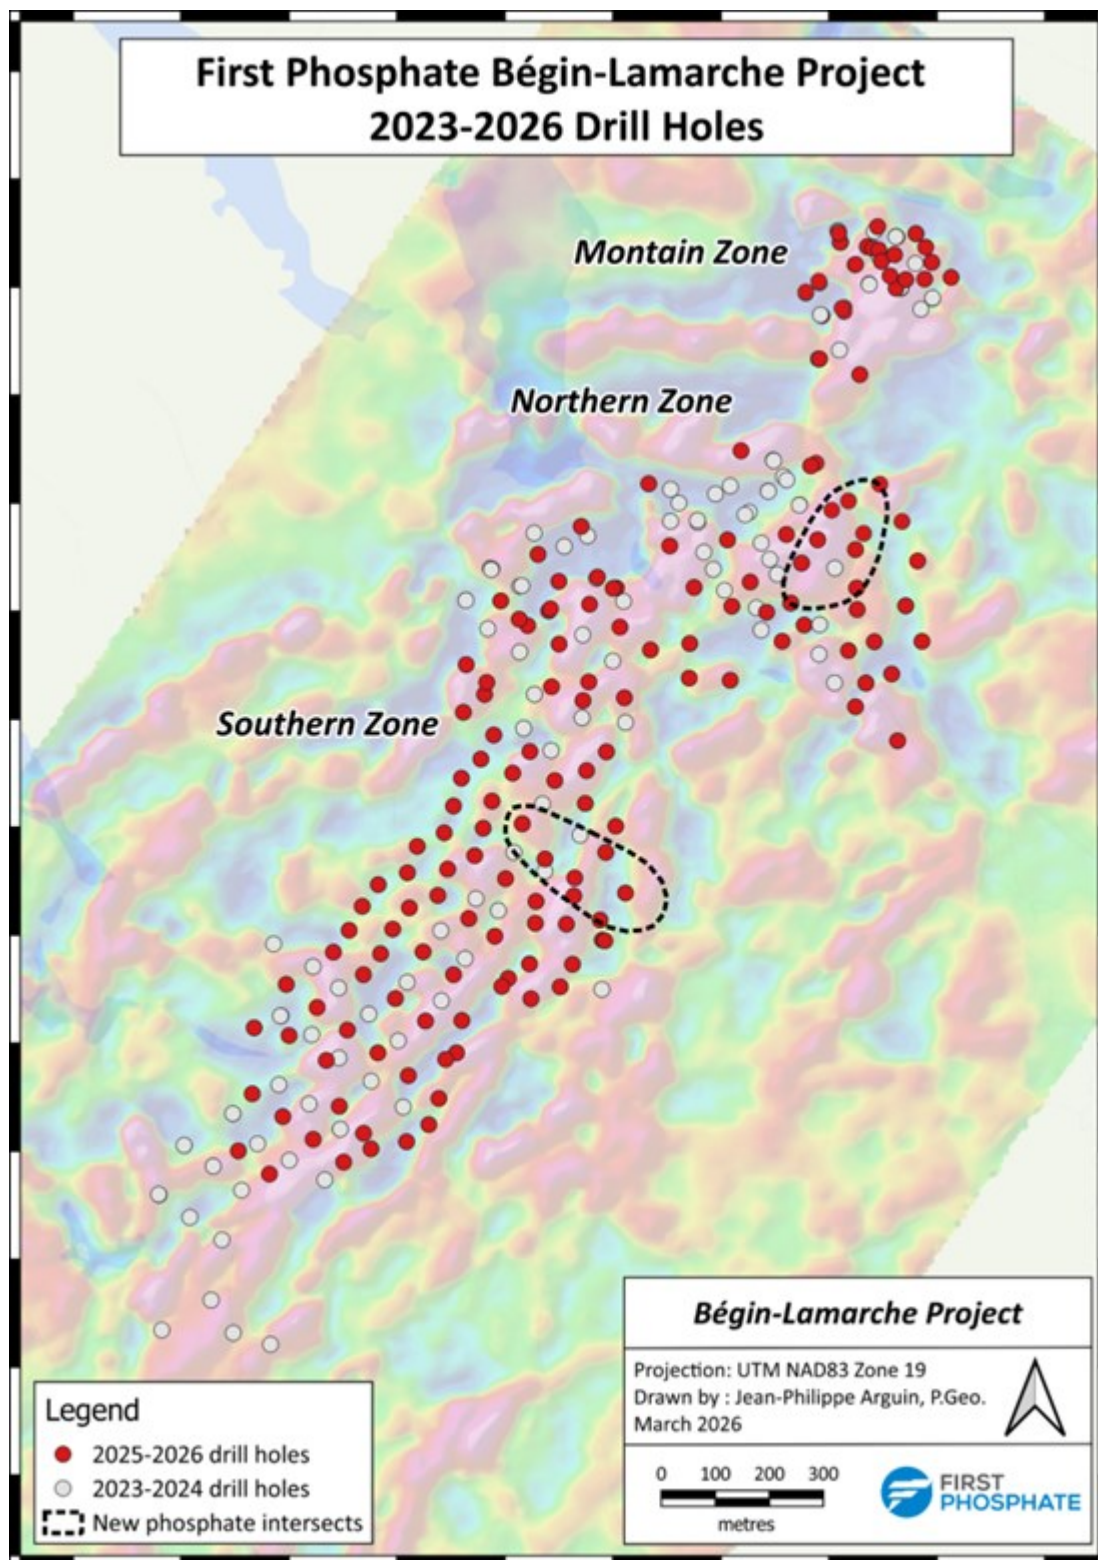 First Phosphate Bégin-Lamarche Project
2023-2026 Drill Holes
Montain Zone
Northern Zone
Southern Zone
Bégin-Lamarche Project
Projection: UTM NAD83 Zone 19
Drawn by : Jean-Philippe Arguin, P.Geo.
March 2026
0 100 200 300
metres
FIRST
PHOSPHATE
Legend
2025-2026 drill holes
2023-2024 drill holes
New phosphate intersects